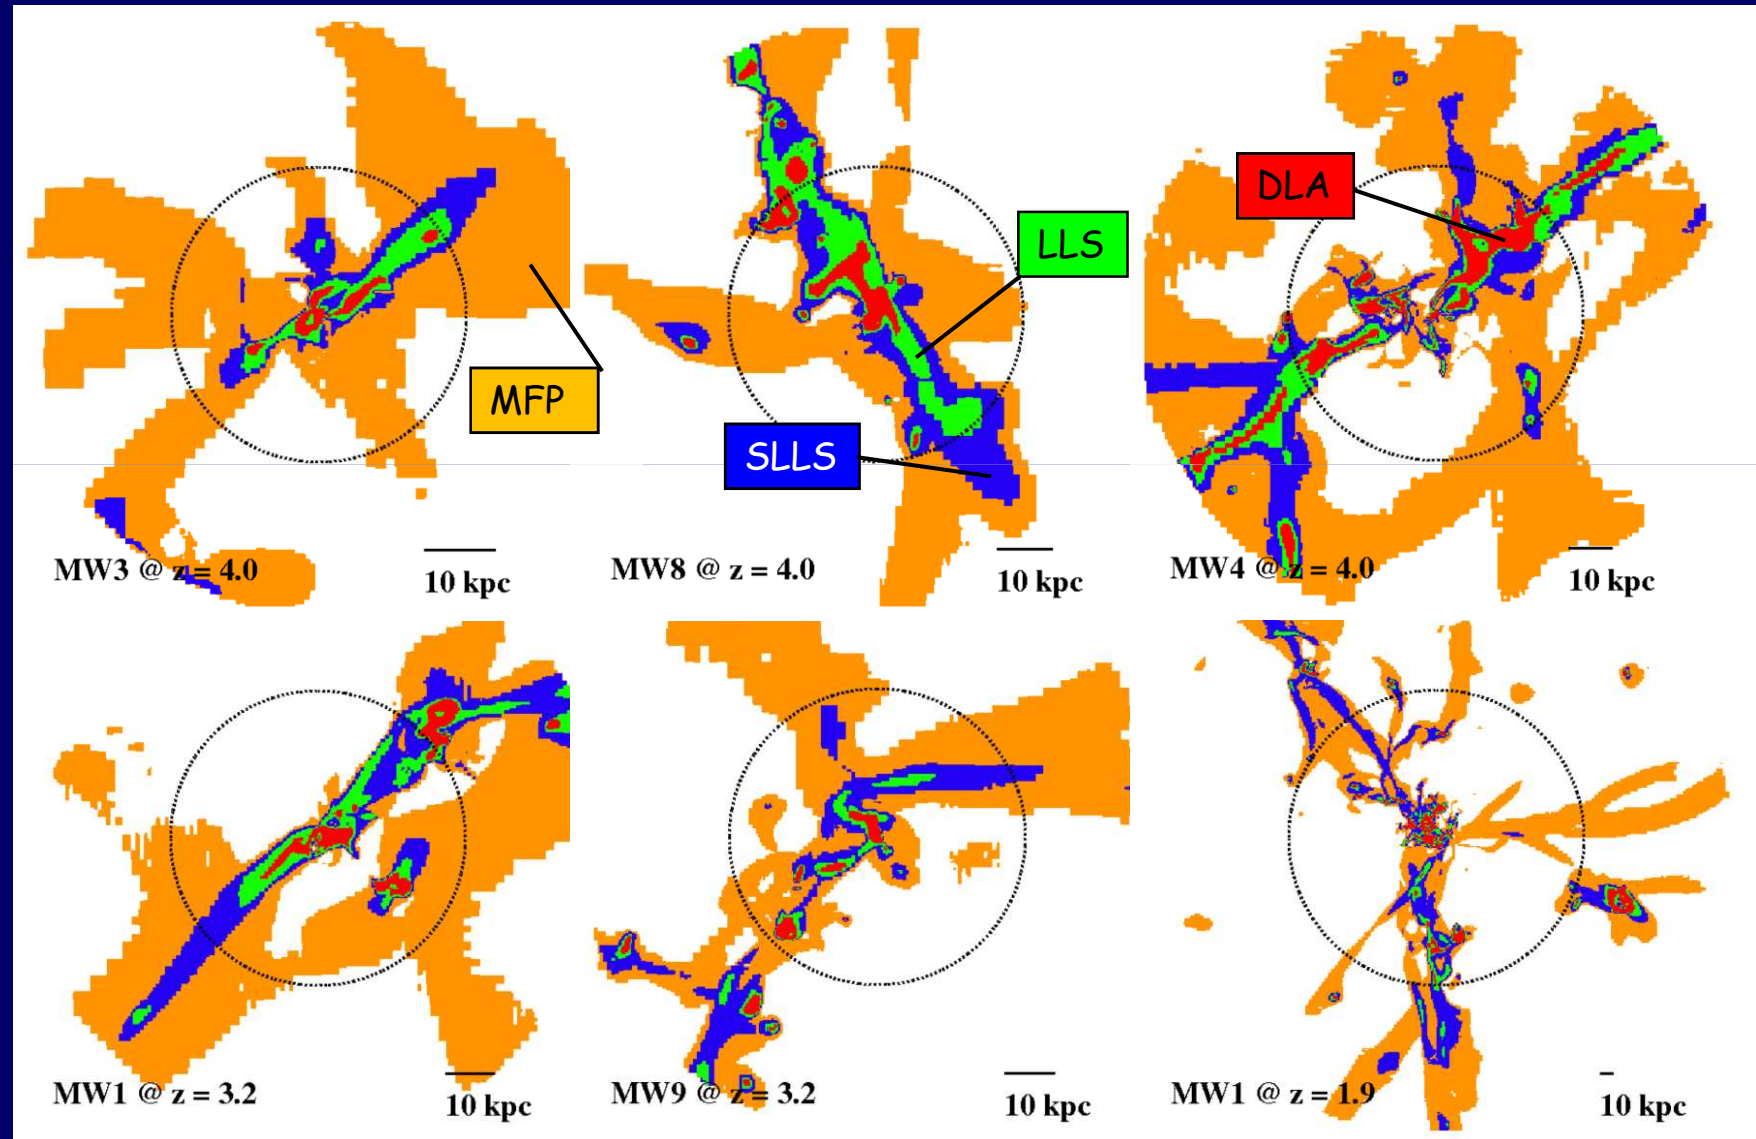 DLA
LLS
MFP
SLLS
MW3 @ z = 4.0
10 kpc
MW8 @ z = 4.0
10 kpc
MW4 @ z = 4.0
10 kpc
MW1 @ z = 3.2
10 kpc
MW9 @ z = 3.2
10 kpc
MW1 @ z = 1.9
10 kpc